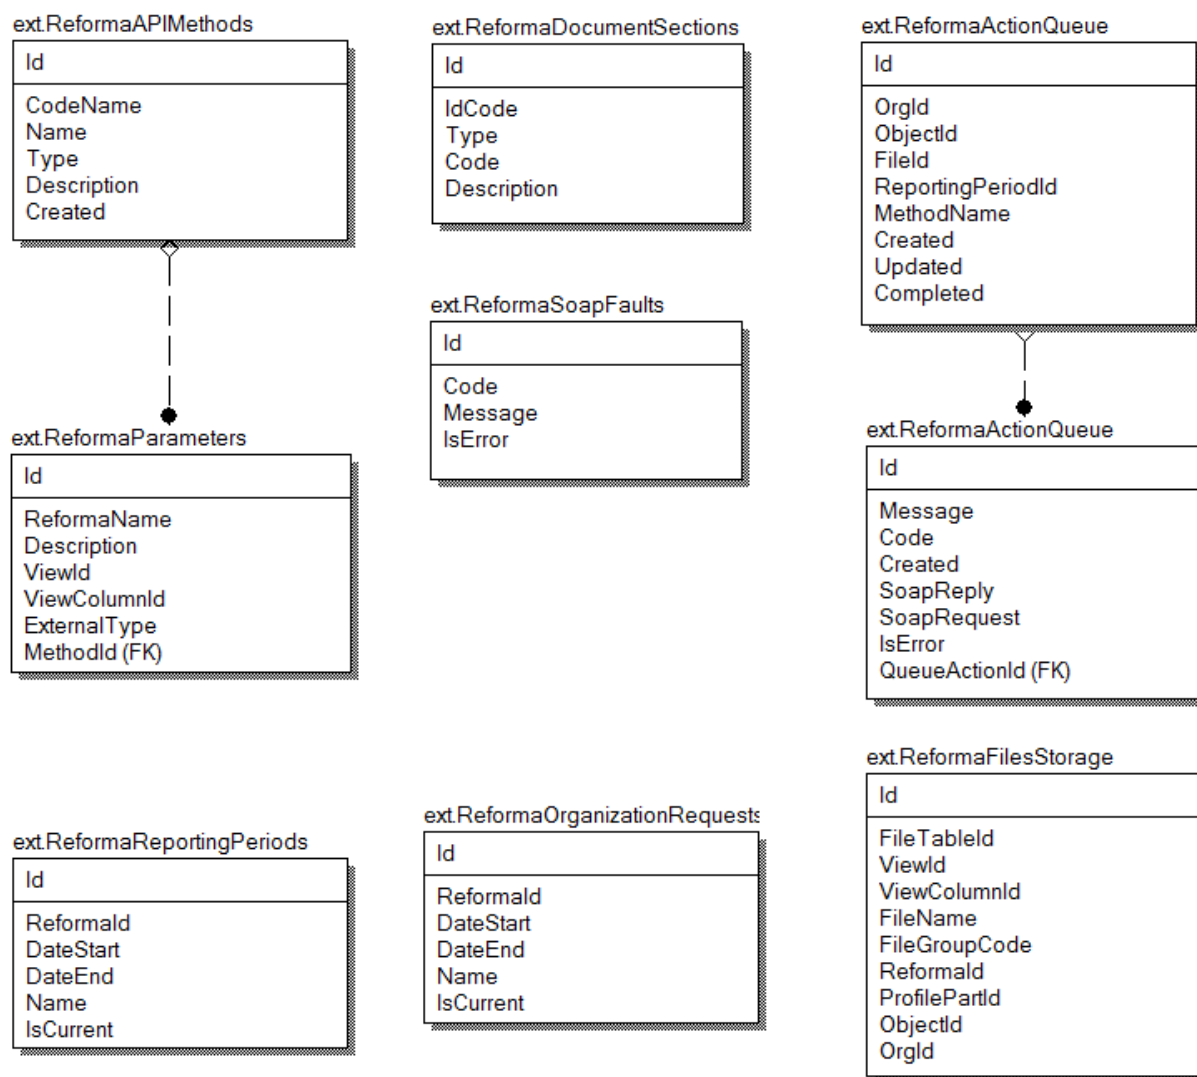 ext.ReformaAPIMethods
Id
CodeName
Name
Type
Description
Created
ext.ReformaDocumentSections
Id
IdCode
Type
Code
Description
ext.ReformaActionQueue
Id
OrgId
ObjectId
FileId
ReportingPeriodId
MethodName
Created
Updated
Completed
ext.ReformaSoapFaults
Id
Code
Message
IsError
ext.ReformaParameters
Id
ReformaName
Description
ViewId
ViewColumnId
ExternalType
MethodId (FK)
ext.ReformaActionQueue
Id
Message
Code
Created
SoapReply
SoapRequest
IsError
QueueActionId (FK)
ext.ReformaReportingPeriods
Id
ReformaId
DateStart
DateEnd
Name
IsCurrent
ext.ReformaOrganizationRequests
Id
ReformaId
DateStart
DateEnd
Name
IsCurrent
ext.ReformaFilesStorage
Id
FileTableId
ViewId
ViewColumnId
FileName
FileGroupCode
ReformaId
ProfilePartId
ObjectId
OrgId